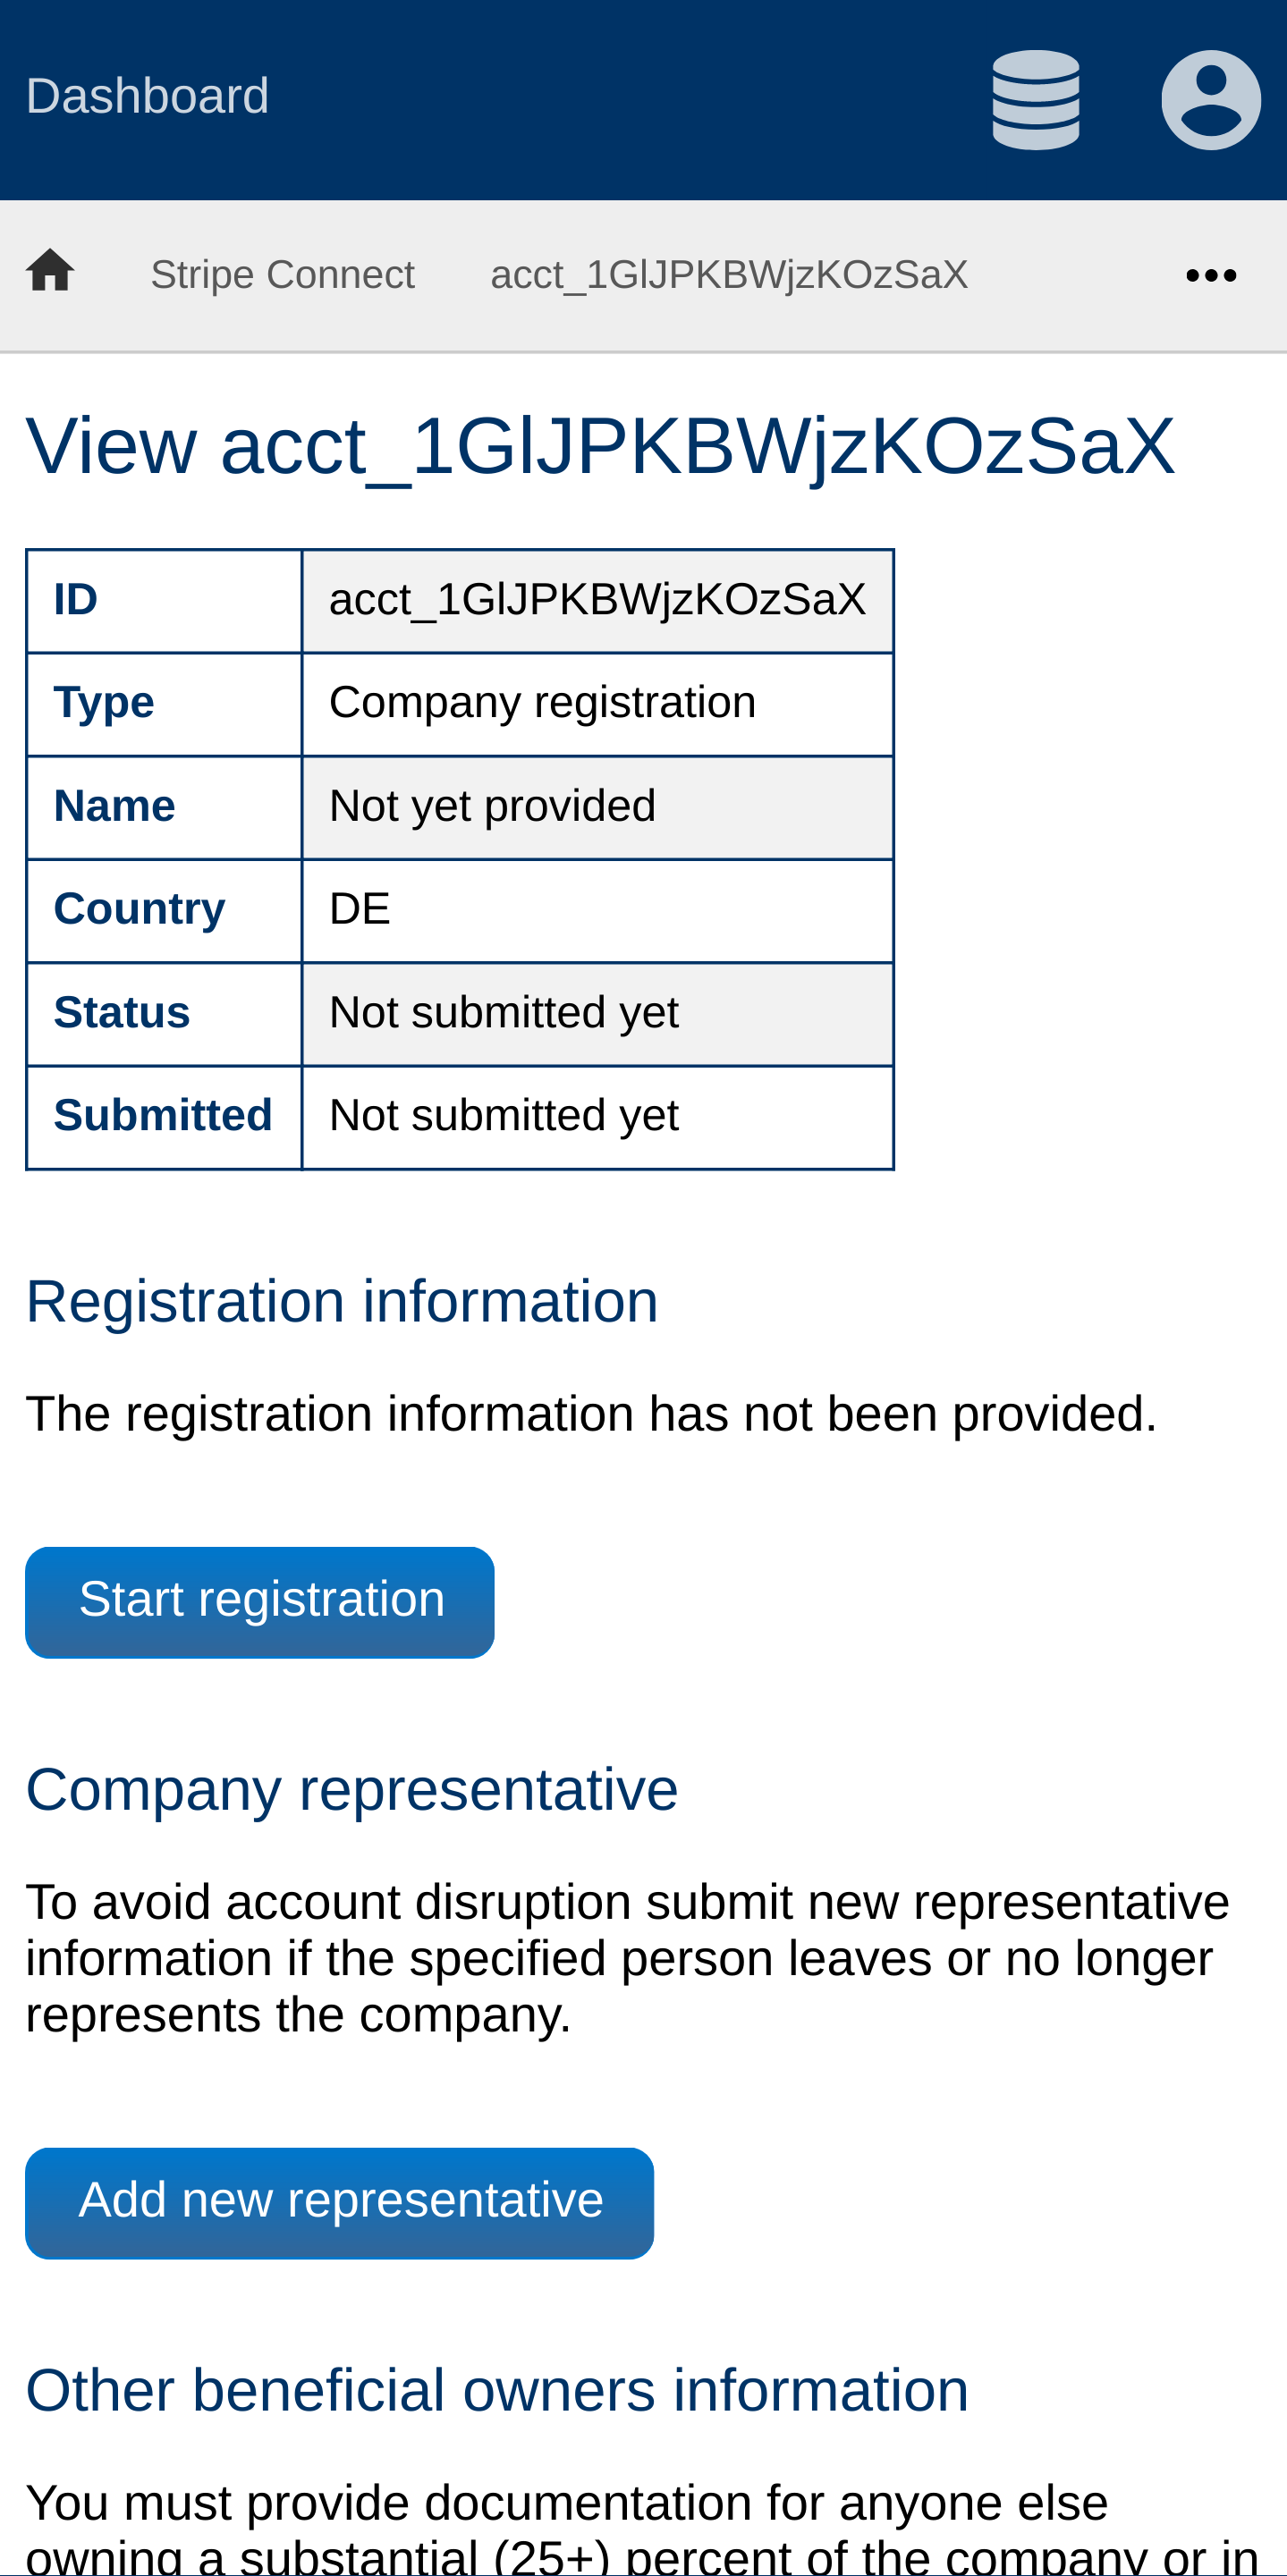 Dashboard
Stripe Connect acct_1GlJPKBWjzKOzSaX
View acct_1GlJPKBWjzKOzSaX
ID acct_1GlJPKBWjzKOzSaX
Type Company registration
Name Not yet provided
Country DE
Status Not submitted yet
Submitted Not submitted yet
Registration information
The registration information has not been provided.
Start registration
Company representative
To avoid account disruption submit new representative
information if the specified person leaves or no longer
represents the company.
Add new representative
Other beneficial owners information
You must provide documentation for anyone else
owning a substantial (25+) percent of the company or in